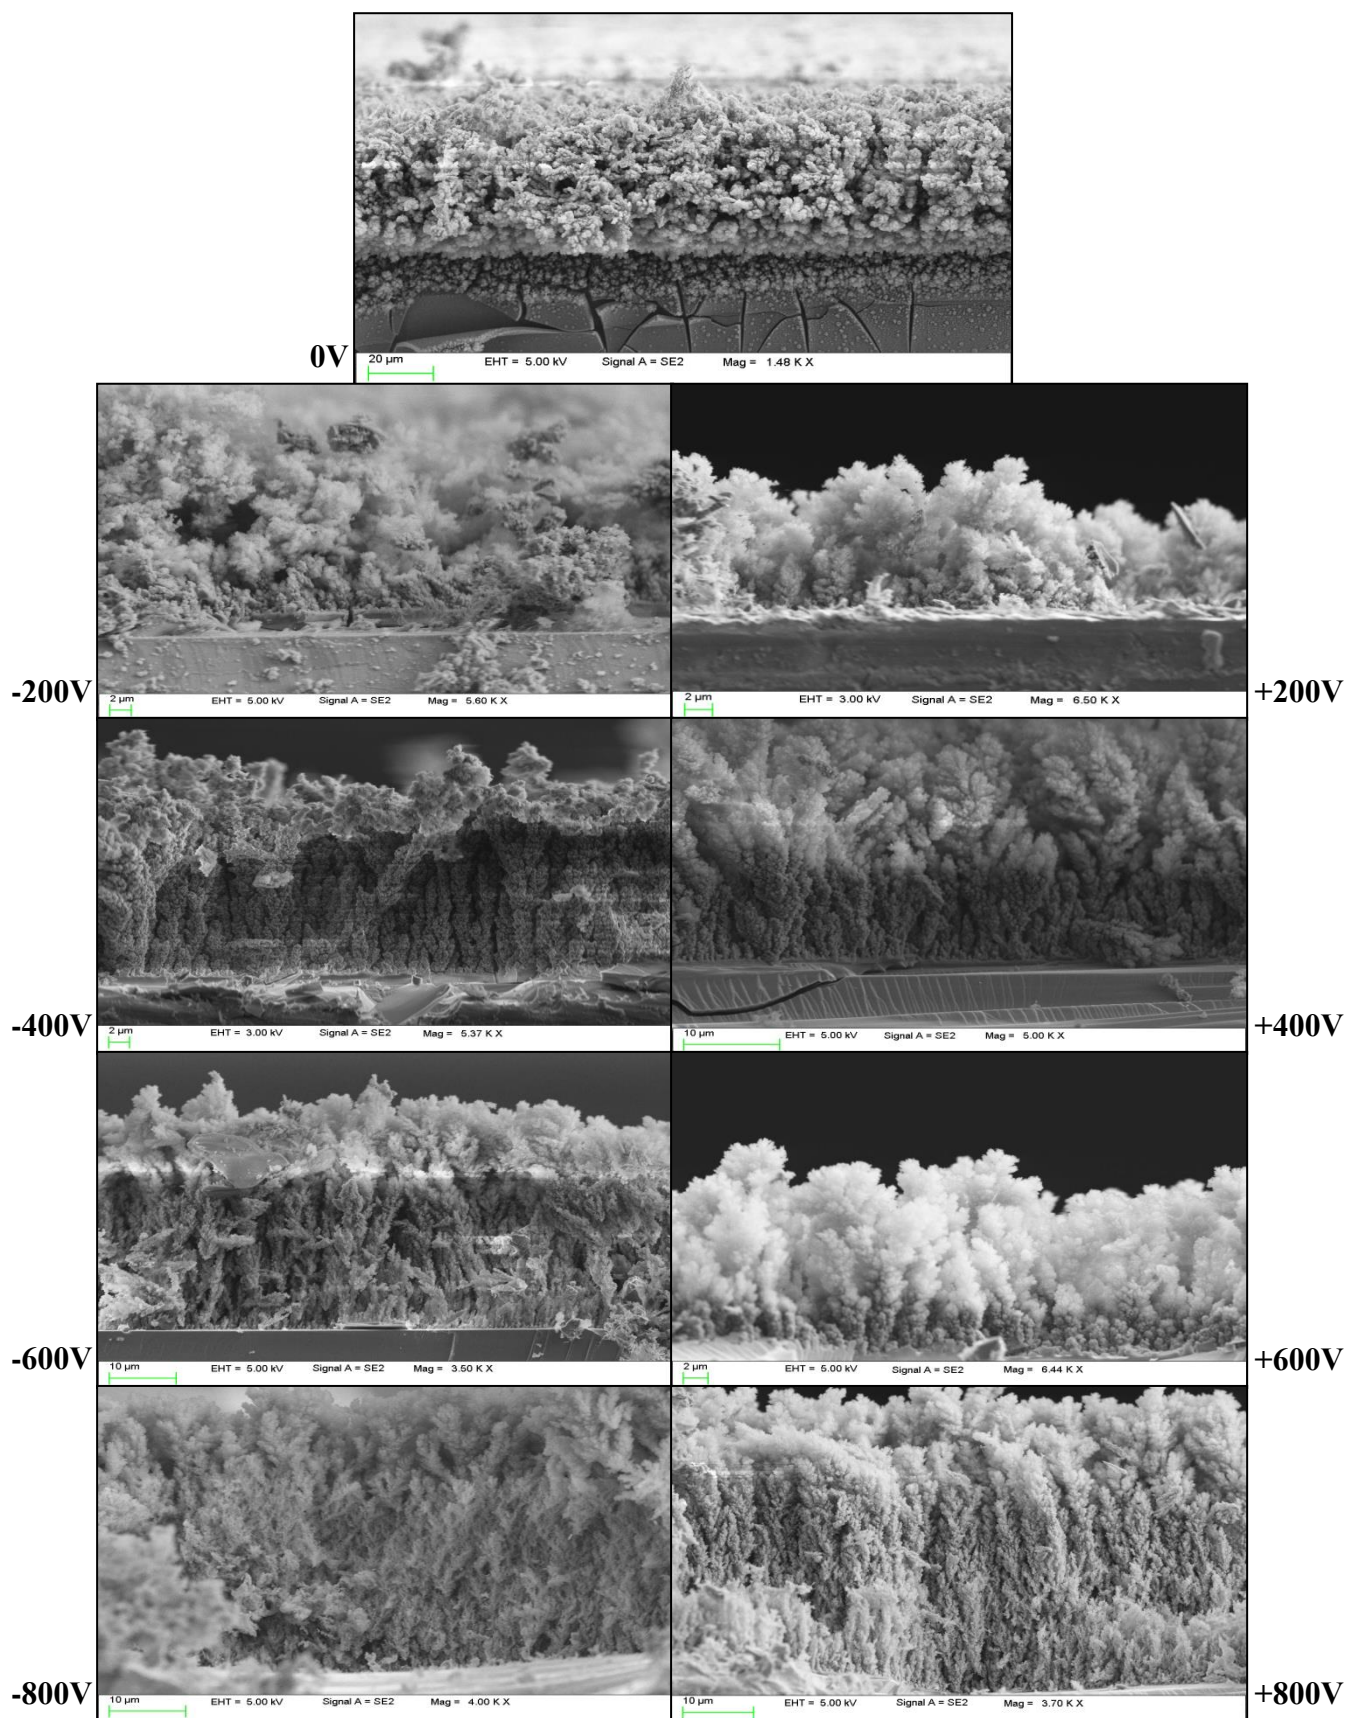 0V
20 µm EHT = 5.00 kV Signal A = SE2 Mag = 1.48 K X
-200V
2 µm EHT = 5.00 kV Signal A = SE2 Mag = 5.60 K X
2 µm EHT = 3.00 kV Signal A = SE2 Mag = 6.50 K X
+200V
-400V
2 µm EHT = 3.00 kV Signal A = SE2 Mag = 5.37 K X
10 µm EHT = 5.00 kV Signal A = SE2 Mag = 5.00 K X
+400V
-600V
10 µm EHT = 5.00 kV Signal A = SE2 Mag = 3.50 K X
2 µm EHT = 5.00 kV Signal A = SE2 Mag = 6.44 K X
+600V
-800V
10 µm EHT = 5.00 kV Signal A = SE2 Mag = 4.00 K X
10 µm EHT = 5.00 kV Signal A = SE2 Mag = 3.70 K X
+800V